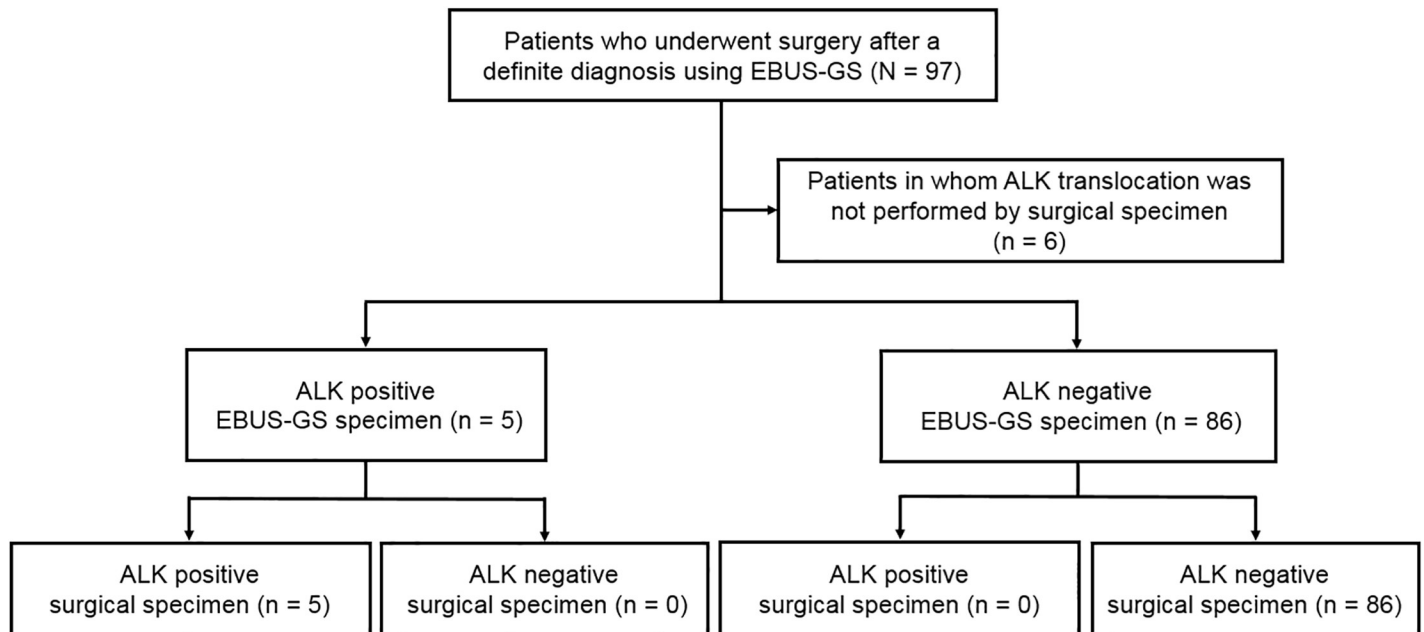 Patients who underwent surgery after a
definite diagnosis using EBUS-GS (N = 97)
Patients in whom ALK translocation was
not performed by surgical specimen
(n = 6)
ALK positive
EBUS-GS specimen (n = 5)
ALK negative
EBUS-GS specimen (n = 86)
ALK positive
surgical specimen (n = 5)
ALK negative
surgical specimen (n = 0)
ALK positive
surgical specimen (n = 0)
ALK negative
surgical specimen (n = 86)